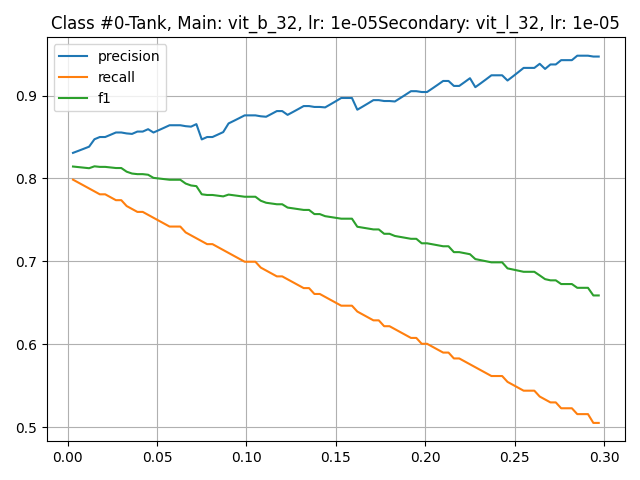 Class #0-Tank, Main: vit_b_32, lr: 1e-05Secondary: vit_l_32, lr: 1e-05
precision
recall
f1
0.9
0.8
0.7
0.6
0.5
0.00 0.05 0.10 0.15 0.20 0.25 0.30